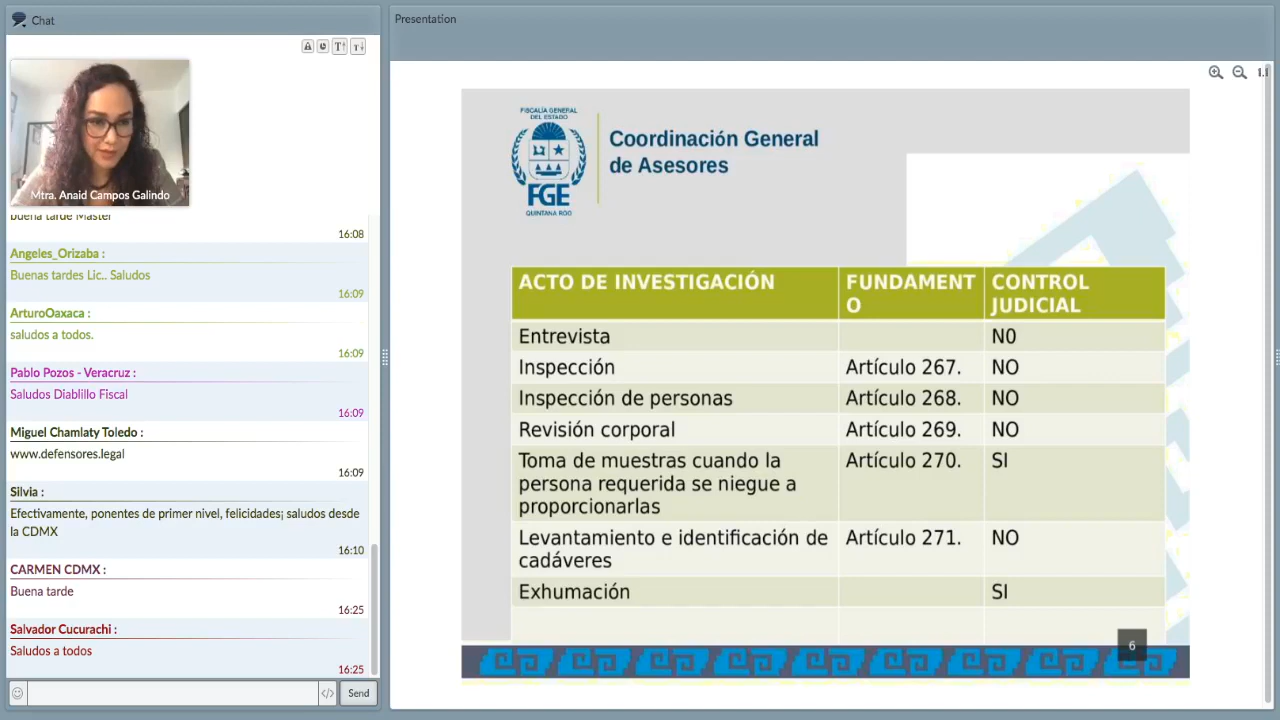 Chat
Mtra. Anaid Campos Galindo
buena tarde Master
16:08
Angeles_Orizaba :
Buenas tardes Lic.. Saludos
16:09
ArturoOaxaca :
saludos a todos.
16:09
Pablo Pozos - Veracruz :
Saludos Diablillo Fiscal
16:09
Miguel Chamlaty Toledo :
www.defensores.legal
16:09
Silvia :
Efectivamente, ponentes de primer nivel, felicidades¡ saludos desde
la CDMX
16:10
CARMEN CDMX :
Buena tarde
16:25
Salvador Cucurachi :
Saludos a todos
16:25
</> Send
Presentation
FISCALÍA GENERAL
DEL ESTADO
FGE
QUINTANA ROO
Coordinación General
de Asesores
ACTO DE INVESTIGACIÓN FUNDAMENT
O CONTROL
JUDICIAL
Entrevista N0
Inspección Artículo 267. NO
Inspección de personas Artículo 268. NO
Revisión corporal Artículo 269. NO
Toma de muestras cuando la Artículo 270. SI
persona requerida se niegue a
proporcionarlas
Levantamiento e identificación de Artículo 271. NO
cadáveres
Exhumación SI
6